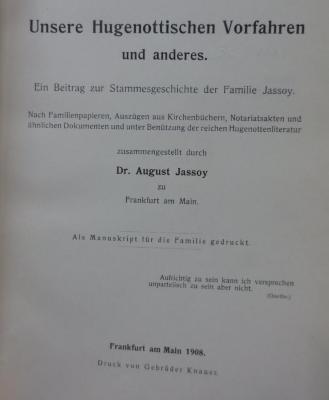 Unsere Hugenottischen Vorfahren
und anderes.
Ein Beitrag zur Stammesgeschichte der Familie Jassoy.
Nach Familienpapieren, Auszügen aus Kirchenbüchern, Notariatsakten und
ähnlichen Dokumenten und unter Benützung der reichen Hugenottenliteratur
zusammengestellt durch
Dr. August Jassoy
zu
Frankfurt am Main.
Als Manuskript für die Familie gedruckt.
Aufrichtig zu sein kann ich versprechen
unparteiisch zu sein aber nicht.
(Goethe.)
Frankfurt am Main 1908.
Druck von Gebrüder Knauer.